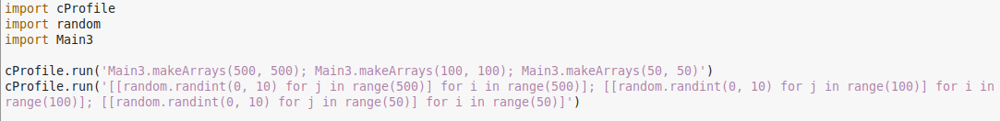 import cProfile
import random
import Main3

cProfile.run('Main3.makeArrays(500, 500); Main3.makeArrays(100, 100); Main3.makeArrays(50, 50)')
cProfile.run('[[random.randint(0, 10) for j in range(500)] for i in range(500)]; [[random.randint(0, 10) for j in range(100)] for i in
range(100)]; [[random.randint(0, 10) for j in range(50)] for i in range(50)]')